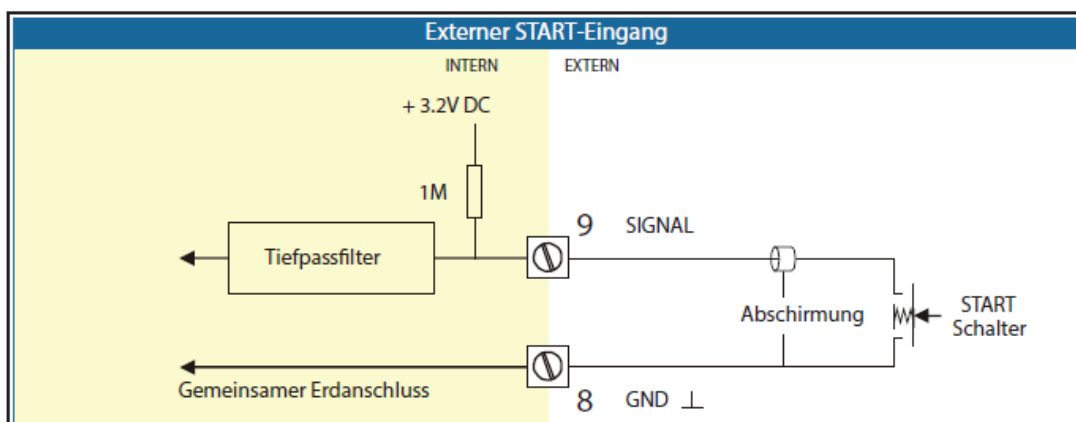 Externer START-Eingang
INTERN
EXTERN
+ 3.2V DC
1M
9 SIGNAL
Tiefpassfilter
Abschirmung
START
Schalter
Gemeinsamer Erdanschluss
8 GND